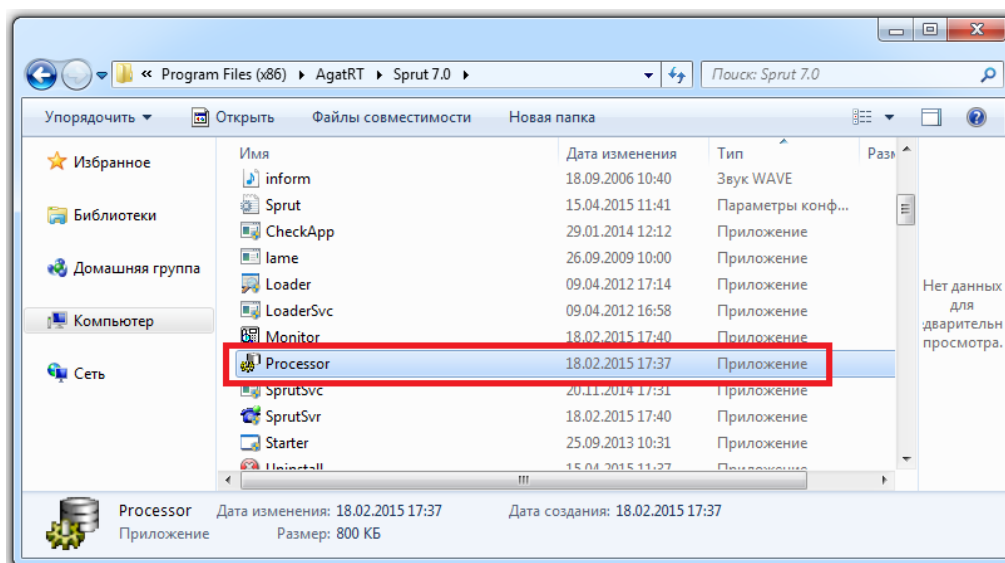 « Program Files (x86) ▸ AgatRT ▸ Sprut 7.0 ▸ Поиск: Sprut 7.0
Упорядочить Открыть Файлы совместимости Новая папка
Имя Дата изменения Тип Разм
Избранное
Библиотеки
Домашняя группа
Компьютер
Сеть
inform 18.09.2006 10:40 Звук WAVE
Sprut 15.04.2015 11:41 Параметры конф...
CheckApp 29.01.2014 12:12 Приложение
lame 26.09.2009 10:00 Приложение
Loader 09.04.2012 17:14 Приложение
LoaderSvc 09.04.2012 16:58 Приложение
Monitor 18.02.2015 17:40 Приложение
Processor 18.02.2015 17:37 Приложение
SprutSvc 20.11.2014 17:31 Приложение
SprutSvr 18.02.2015 17:40 Приложение
Starter 25.09.2013 10:31 Приложение
Uninstall 15.04.2015 11:37 Приложение
Нет данных
для
едварительн
просмотра.
Processor Дата изменения: 18.02.2015 17:37 Дата создания: 18.02.2015 17:37
Приложение Размер: 800 КБ